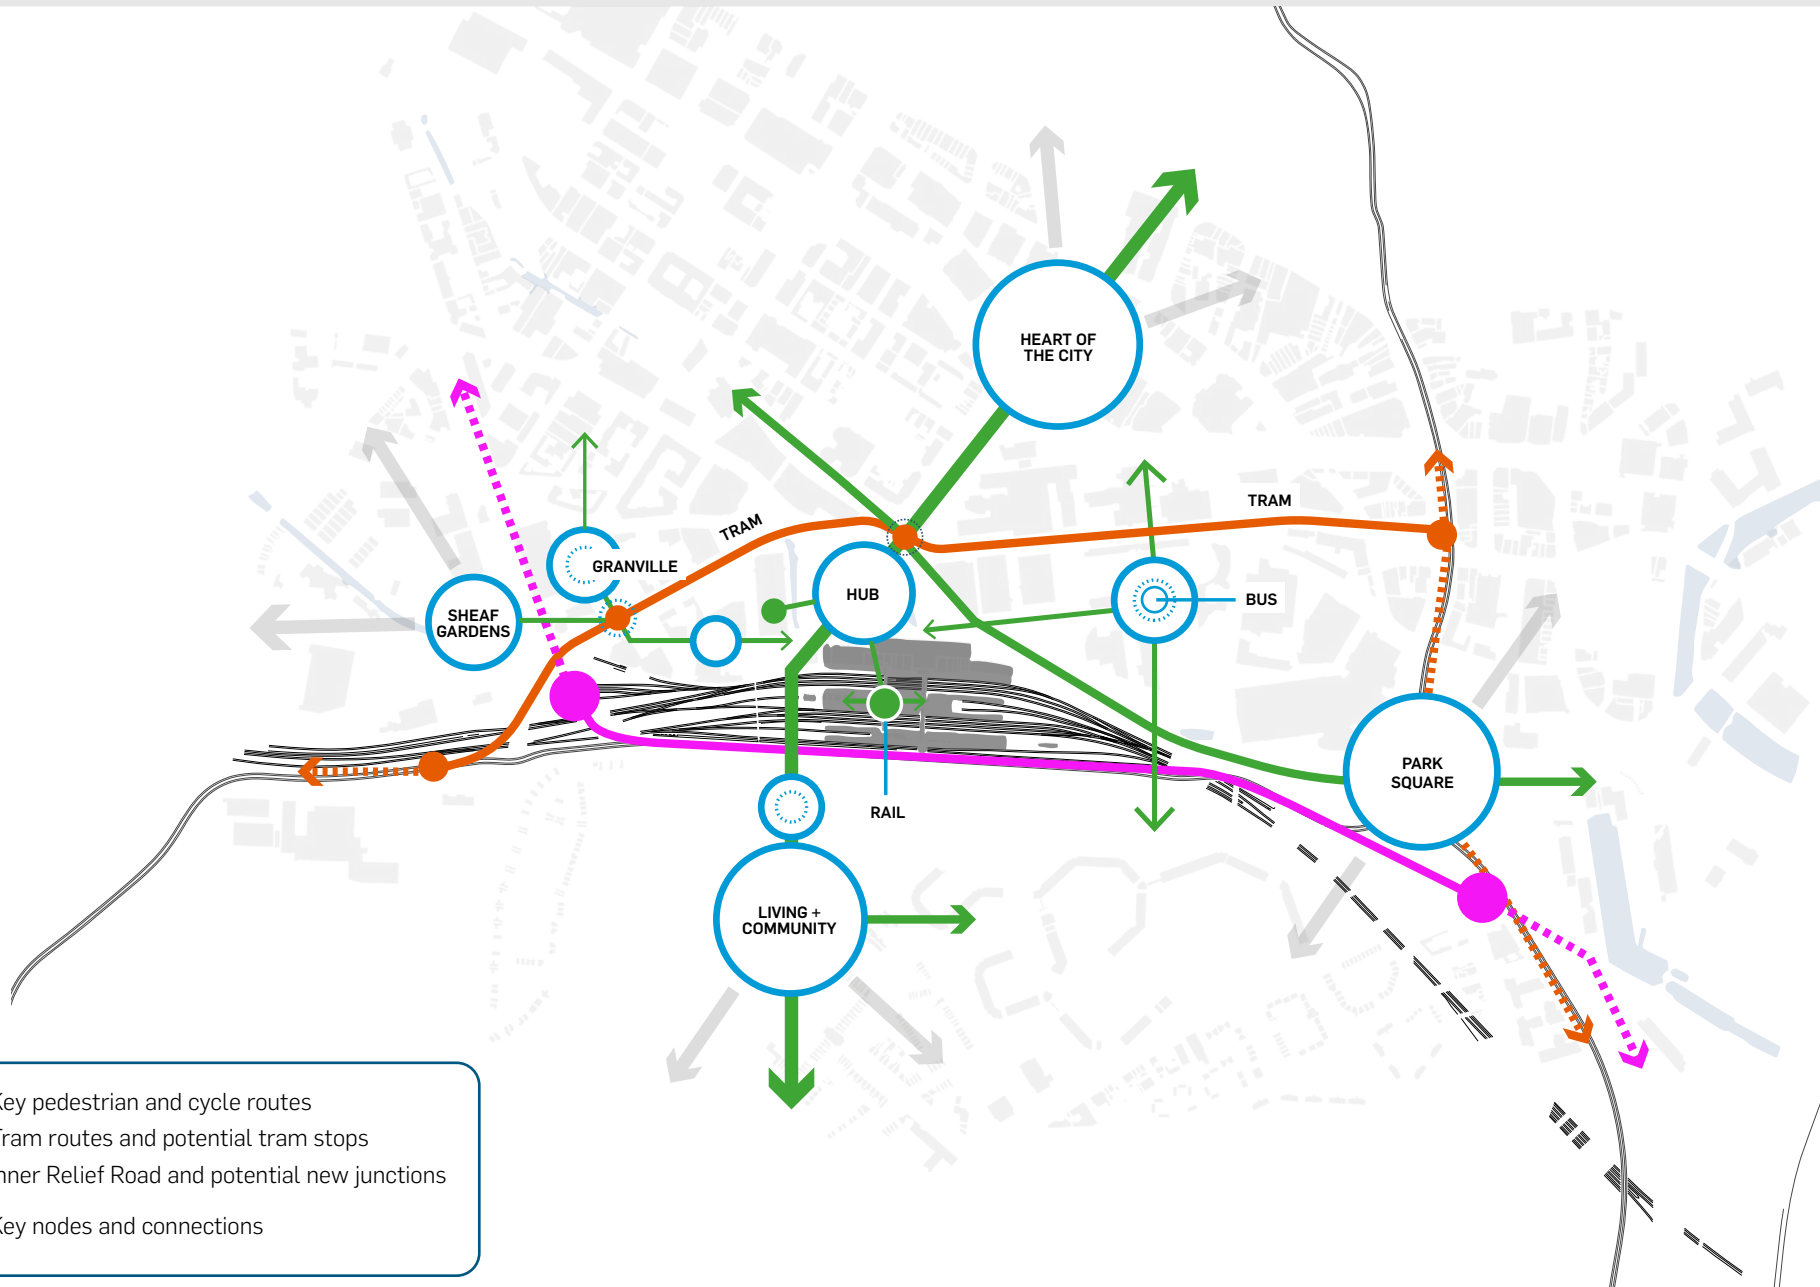 HEART OF
THE CITY
TRAM
TRAM
GRANVILLE
HUB
BUS
SHEAF
GARDENS
PARK
SQUARE
RAIL
LIVING +
COMMUNITY
Key pedestrian and cycle routes
Tram routes and potential tram stops
nner Relief Road and potential new junctions
Key nodes and connections